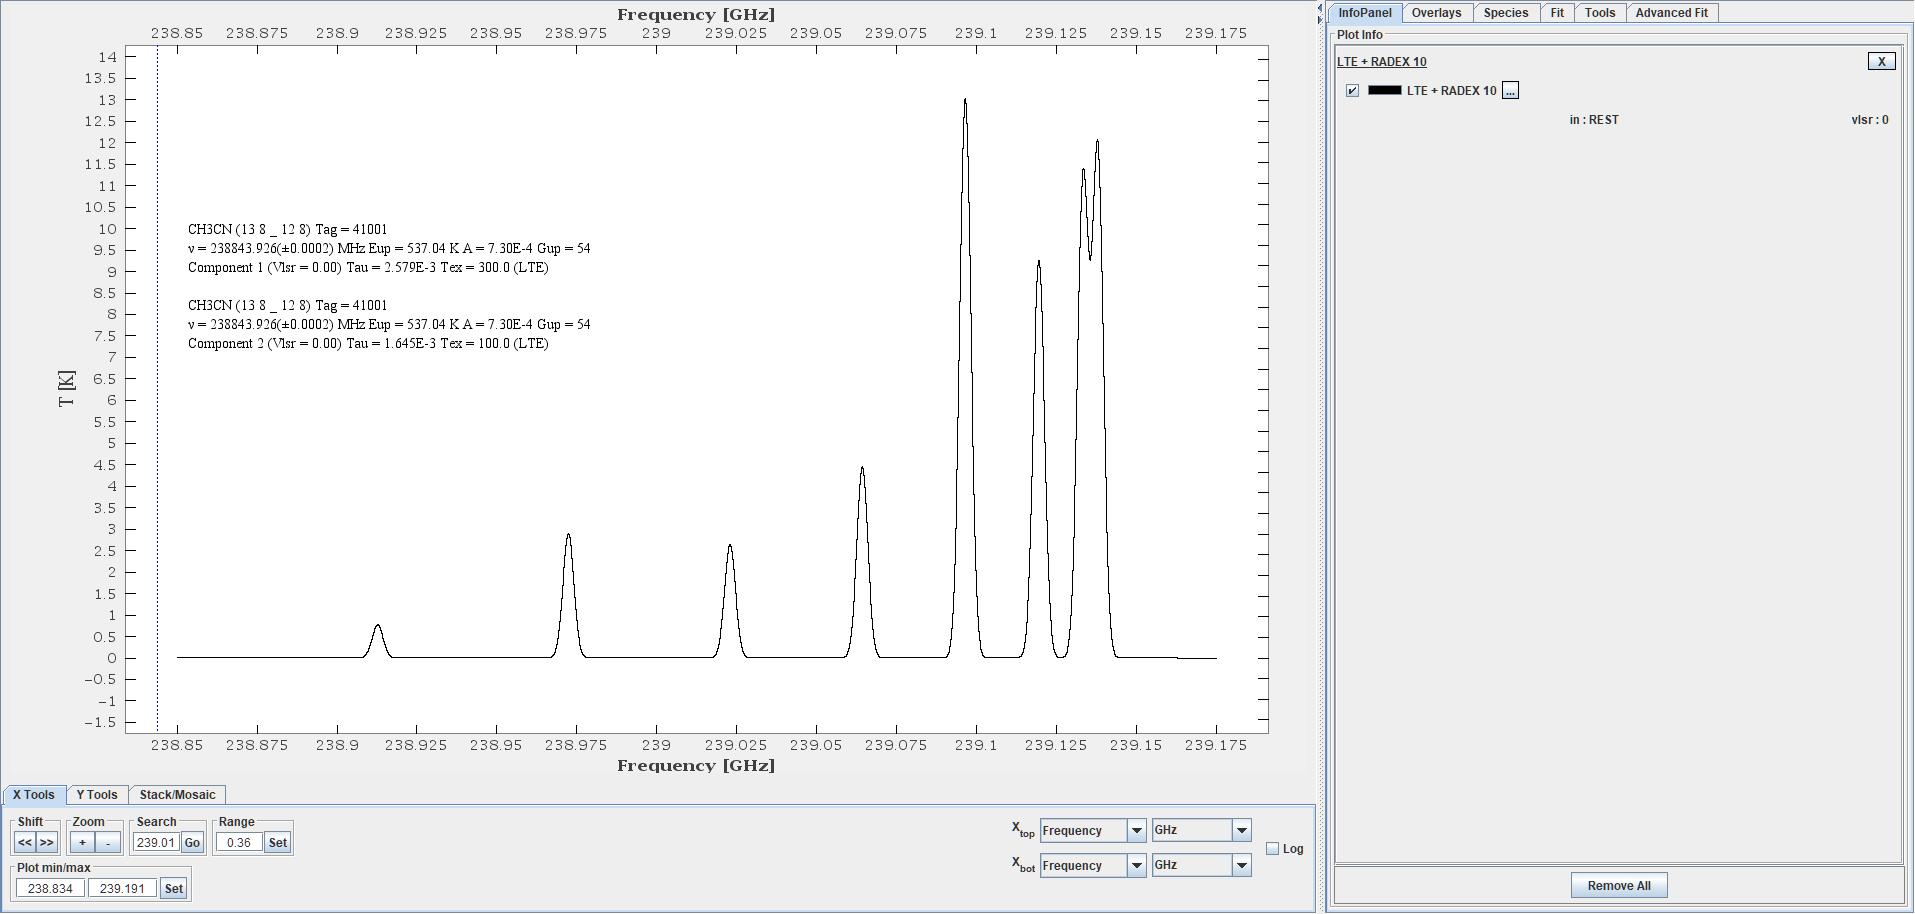 Frequency [GHz]
238.85 238.875 238.9 238.925 238.95 238.975 239 239.025 239.05 239.075 239.1 239.125 239.15 239.175
14
13.5
13
12.5
12
11.5
11
10.5
10
9.5
9
8.5
8
7.5
7
6.5
6
5.5
5
4.5
4
3.5
3
2.5
2
1.5
1
0.5
0
−0.5
−1
−1.5
T [K]
CH3CN (13 8 _ 12 8) Tag = 41001
ν = 238843.926(±0.0002) MHz Eup = 537.04 K A = 7.30E-4 Gup = 54
Component 1 (Vlsr = 0.00) Tau = 2.579E-3 Tex = 300.0 (LTE)
CH3CN (13 8 _ 12 8) Tag = 41001
ν = 238843.926(±0.0002) MHz Eup = 537.04 K A = 7.30E-4 Gup = 54
Component 2 (Vlsr = 0.00) Tau = 1.645E-3 Tex = 100.0 (LTE)
238.85 238.875 238.9 238.925 238.95 238.975 239 239.025 239.05 239.075 239.1 239.125 239.15 239.175
Frequency [GHz]
X Tools Y Tools Stack/Mosaic
Shift Zoom Search Range
<< >> + - 239.01 Go 0.36 Set
Plot min/max
238.834 239.191 Set
Xtop Frequency GHz
Xbot Frequency GHz
Log
InfoPanel Overlays Species Fit Tools Advanced Fit
Plot Info
LTE + RADEX 10 X
LTE + RADEX 10 ...
in : REST vlsr : 0
Remove All